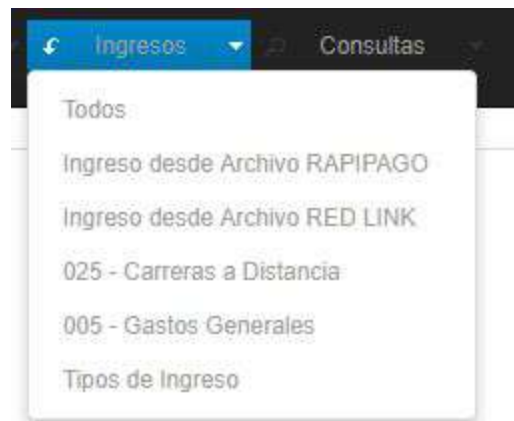 Ingresos Consultas
Todos
Ingreso desde Archivo RAPIPAGO
Ingreso desde Archivo RED LINK
025 - Carreras a Distancia
005 - Gastos Generales
Tipos de Ingreso